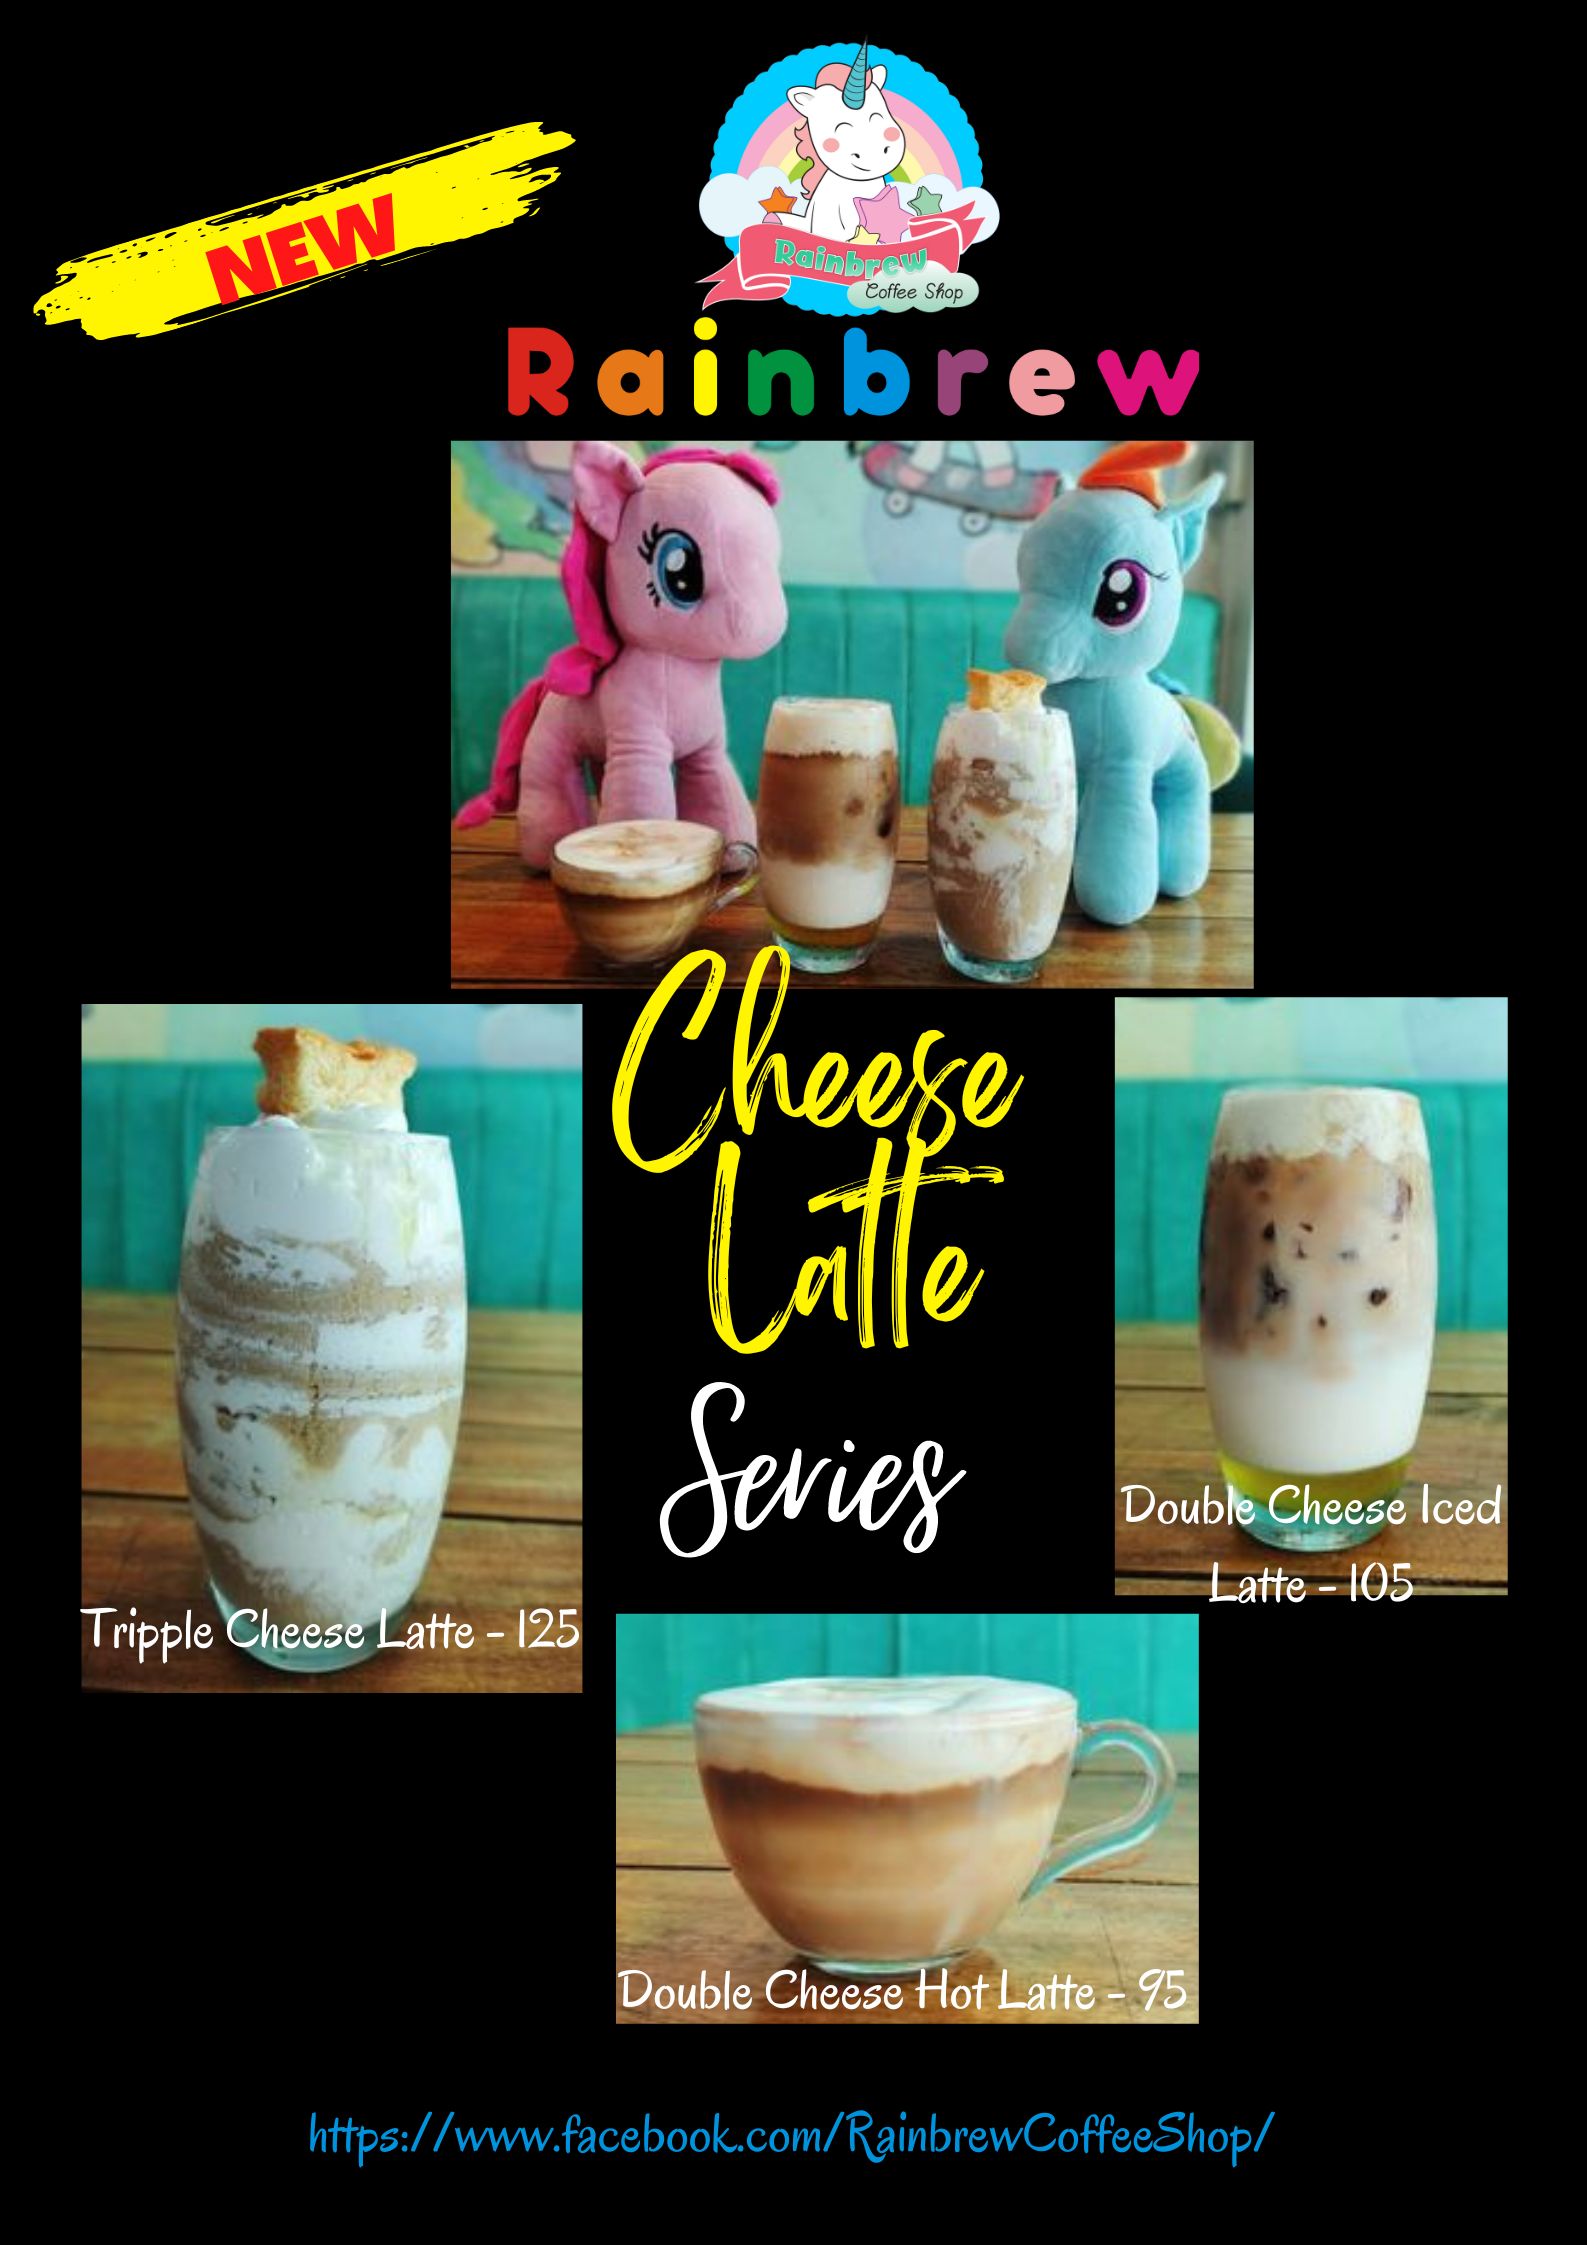 NEW
Rainbrew
Coffee Shop
Rainbrew
Cheese
Latte
Series
Double Cheese Iced
Latte - 105
Tripple Cheese Latte - 125
Double Cheese Hot Latte - 95
https://www.facebook.com/RainbrewCoffeeShop/